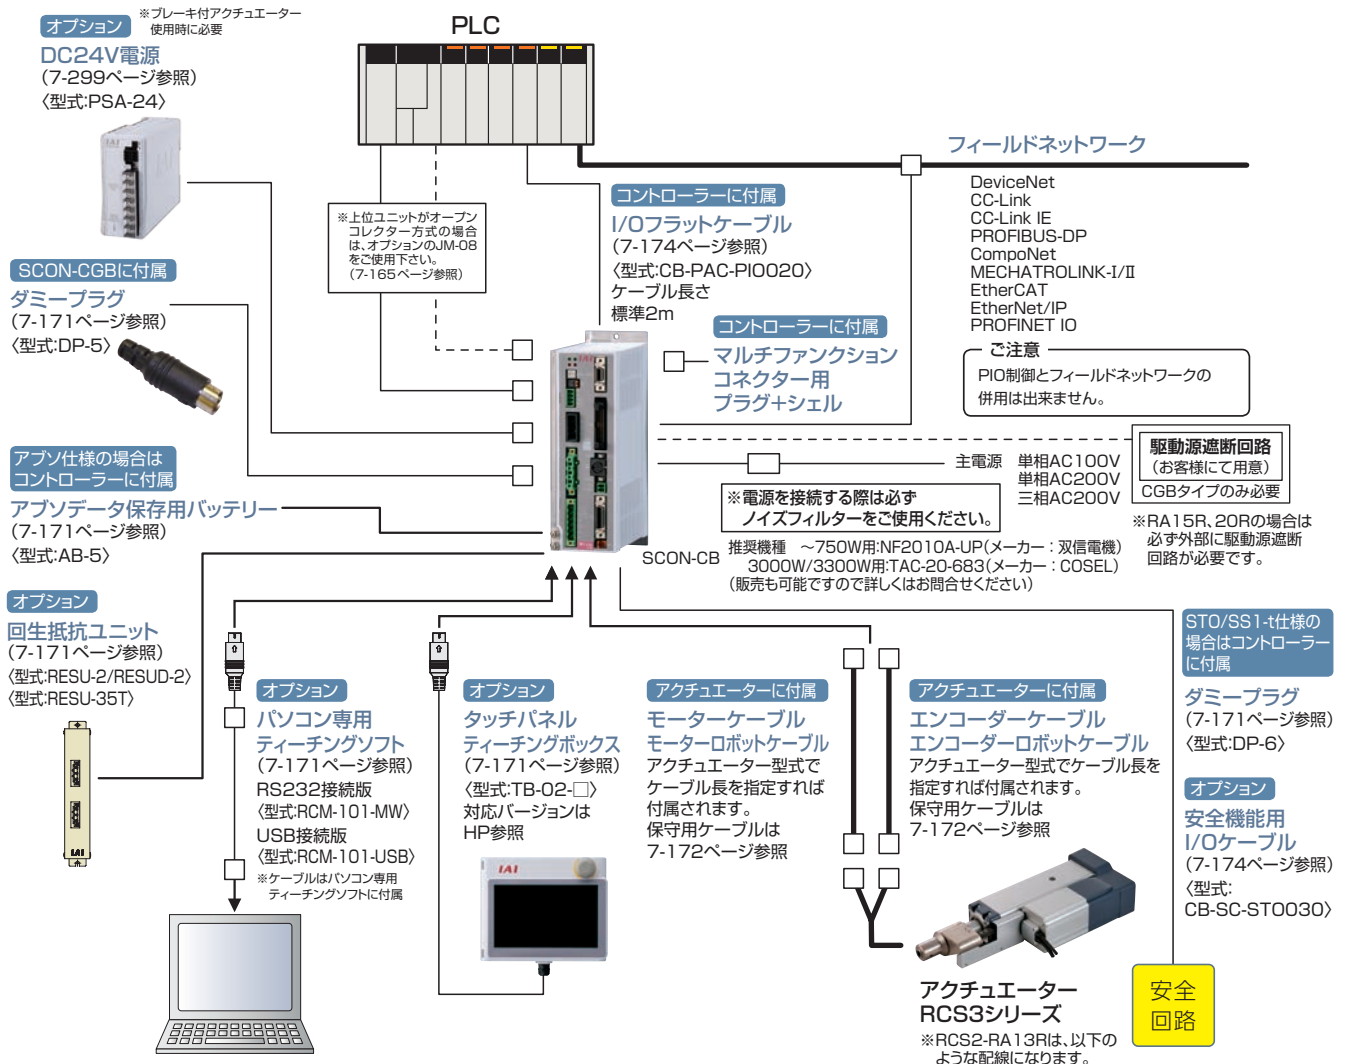 オプション
※ブレーキ付アクチュエーター
使用時に必要
DC24V電源
(7-299ページ参照)
〈型式:PSA-24〉
IAI
PLC
※上位ユニットがオープン
コレクター方式の場合
は、オプションのJM-08
をご使用下さい。
(7-165ページ参照)
コントローラーに付属
I/Oフラットケーブル
(7-174ページ参照)
〈型式:CB-PAC-PIO020〉
ケーブル長さ
標準2m
フィールドネットワーク
DeviceNet
CC-Link
CC-Link IE
PROFIBUS-DP
CompoNet
MECHATROLINK-I/II
EtherCAT
EtherNet/IP
PROFINET IO
ご注意
PIO制御とフィールドネットワークの
併用は出来ません。
SCON-CGBに付属
ダミープラグ
(7-171ページ参照)
〈型式:DP-5〉
コントローラーに付属
マルチファンクション
コネクター用
プラグ+シェル
IAI
アブソ仕様の場合は
コントローラーに付属
アブソデータ保存用バッテリー
(7-171ページ参照)
〈型式:AB-5〉
主電源 単相AC100V
単相AC200V
三相AC200V
駆動源遮断回路
(お客様にて用意)
CGBタイプのみ必要
※RA15R、20Rの場合は
必ず外部に駆動源遮断
回路が必要です。
※電源を接続する際は必ず
ノイズフィルターをご使用ください。
SCON-CB
推奨機種 ～750W用:NF2010A-UP(メーカー：双信電機)
3000W/3300W用:TAC-20-683(メーカー：COSEL)
(販売も可能ですので詳しくはお問合せください)
オプション
回生抵抗ユニット
(7-171ページ参照)
〈型式:RESU-2/RESUD-2〉
〈型式:RESU-35T〉
IAI
オプション
パソコン専用
ティーチングソフト
(7-171ページ参照)
RS232接続版
〈型式:RCM-101-MW〉
USB接続版
〈型式:RCM-101-USB〉
※ケーブルはパソコン専用
ティーチングソフトに付属
オプション
タッチパネル
ティーチングボックス
(7-171ページ参照)
〈型式:TB-02-□〉
対応バージョンは
HP参照
IAI
アクチュエーターに付属
モーターケーブル
モーターロボットケーブル
アクチュエーター型式で
ケーブル長を指定すれば
付属されます。
保守用ケーブルは
7-172ページ参照
アクチュエーターに付属
エンコーダーケーブル
エンコーダーロボットケーブル
アクチュエーター型式でケーブル長を
指定すれば付属されます。
保守用ケーブルは
7-172ページ参照
STO/SS1-t仕様の
場合はコントローラー
に付属
ダミープラグ
(7-171ページ参照)
〈型式:DP-6〉
オプション
安全機能用
I/Oケーブル
(7-174ページ参照)
〈型式:
CB-SC-STO030〉
アクチュエーター
RCS3シリーズ
※RCS2-RA13Rは、以下の
ような配線になります。
安全
回路